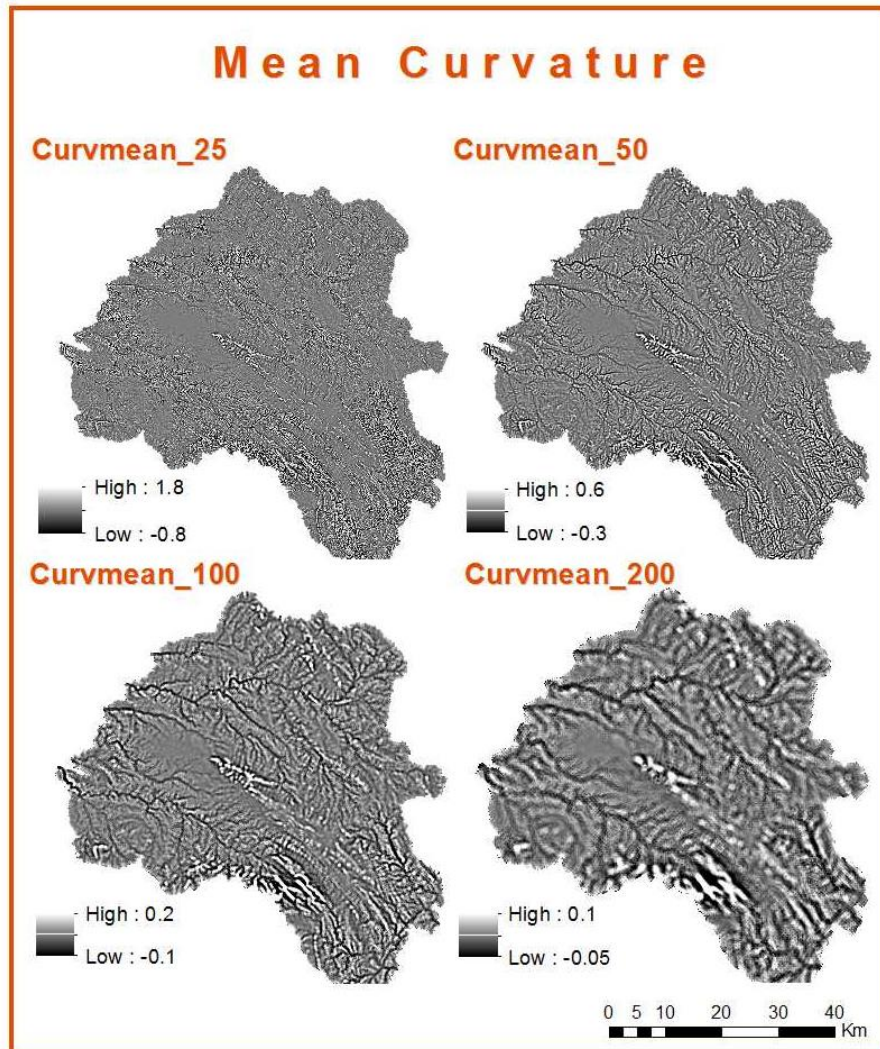 Mean Curvature
Curvmean_25
Curvmean_50
High : 1.8
Low : -0.8
High : 0.6
Low : -0.3
Curvmean_100
Curvmean_200
High : 0.2
Low : -0.1
High : 0.1
Low : -0.05
0 5 10 20 30 40
Km